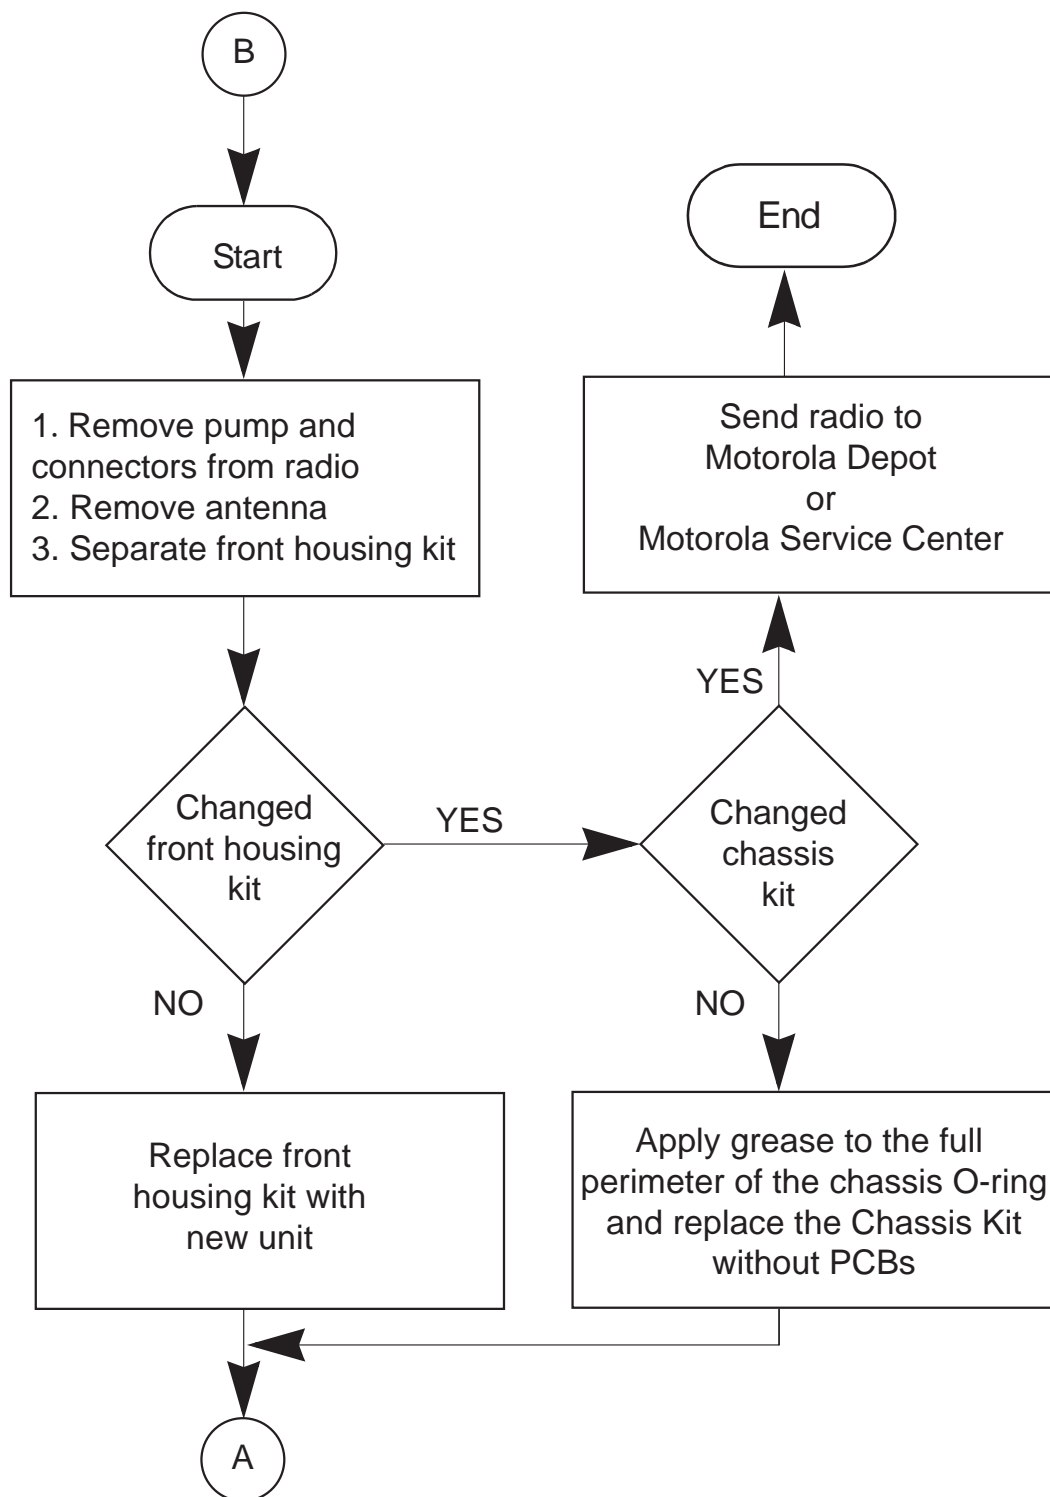 B
Start
End
1. Remove pump and
connectors from radio
2. Remove antenna
3. Separate front housing kit
Send radio to
Motorola Depot
or
Motorola Service Center
YES
Changed
front housing
kit
YES
Changed
chassis
kit
NO
NO
Replace front
housing kit with
new unit
Apply grease to the full
perimeter of the chassis O-ring
and replace the Chassis Kit
without PCBs
A